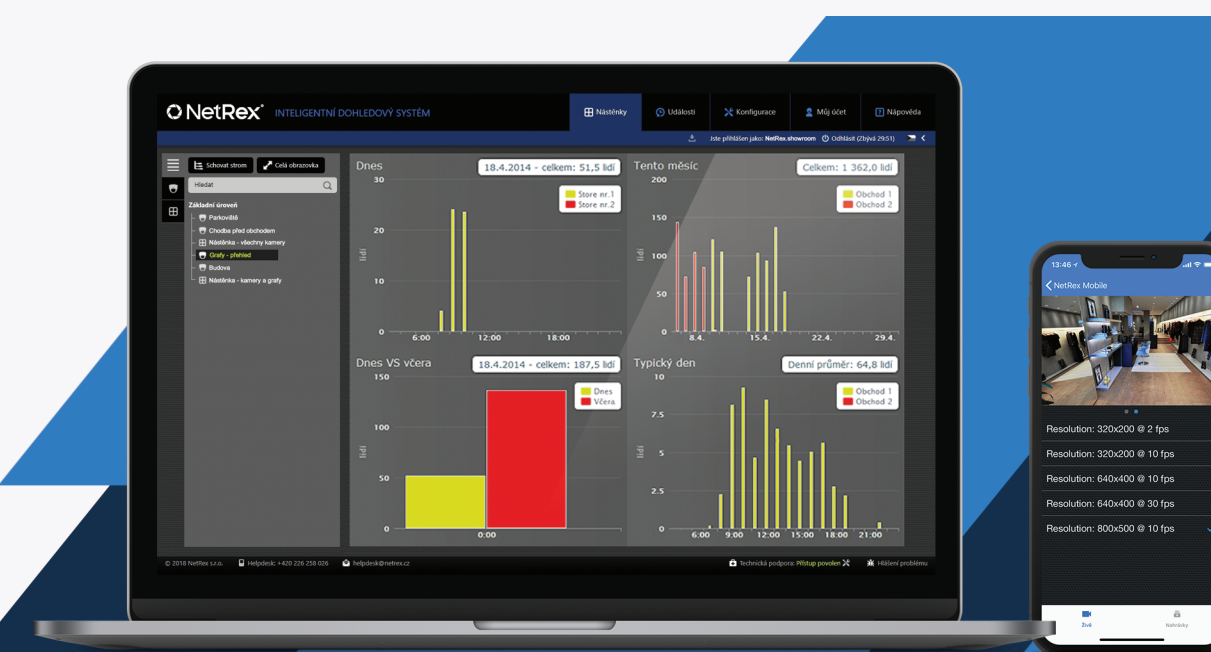 NetRex® INTELIGENTNÍ DOHLEDOVÝ SYSTÉM
Nástěnky
Události
Konfigurace
Můj účet
Nápověda
Jste přihlášen jako: NetRex.showroom
Odhlásit (Zbývá 29:51)
Schovat strom
Celá obrazovka
Hledat
Základní úroveň
Parkoviště
Chodba před obchodem
Nástěnka - všechny kamery
Grafy - přehled
Budova
Nástěnka - kamery a grafy
Dnes
18.4.2014 - celkem: 51,5 lidí
Store nr.1
Store nr.2
30
20
10
0
lidí
6:00 12:00 18:00
Tento měsíc
Celkem: 1 362,0 lidí
Obchod 1
Obchod 2
200
150
100
50
0
lidí
8.4. 15.4. 22.4. 29.4.
Dnes VS včera
18.4.2014 - celkem: 187,5 lidí
Dnes
Včera
150
100
50
0
lidí
0:00
Typický den
Denní průměr: 64,8 lidí
Obchod 1
Obchod 2
10
7.5
5
2.5
0
lidí
6:00 9:00 12:00 15:00 18:00 21:00
© 2018 NetRex s.r.o.
Helpdesk: +420 226 258 026
helpdesk@netrex.cz
Technická podpora: Přístup povolen
Hlášení problému
13:46
NetRex Mobile
Resolution: 320x200 @ 2 fps
Resolution: 320x200 @ 10 fps
Resolution: 640x400 @ 10 fps
Resolution: 640x400 @ 30 fps
Resolution: 800x500 @ 10 fps
Živě
Nahrávky